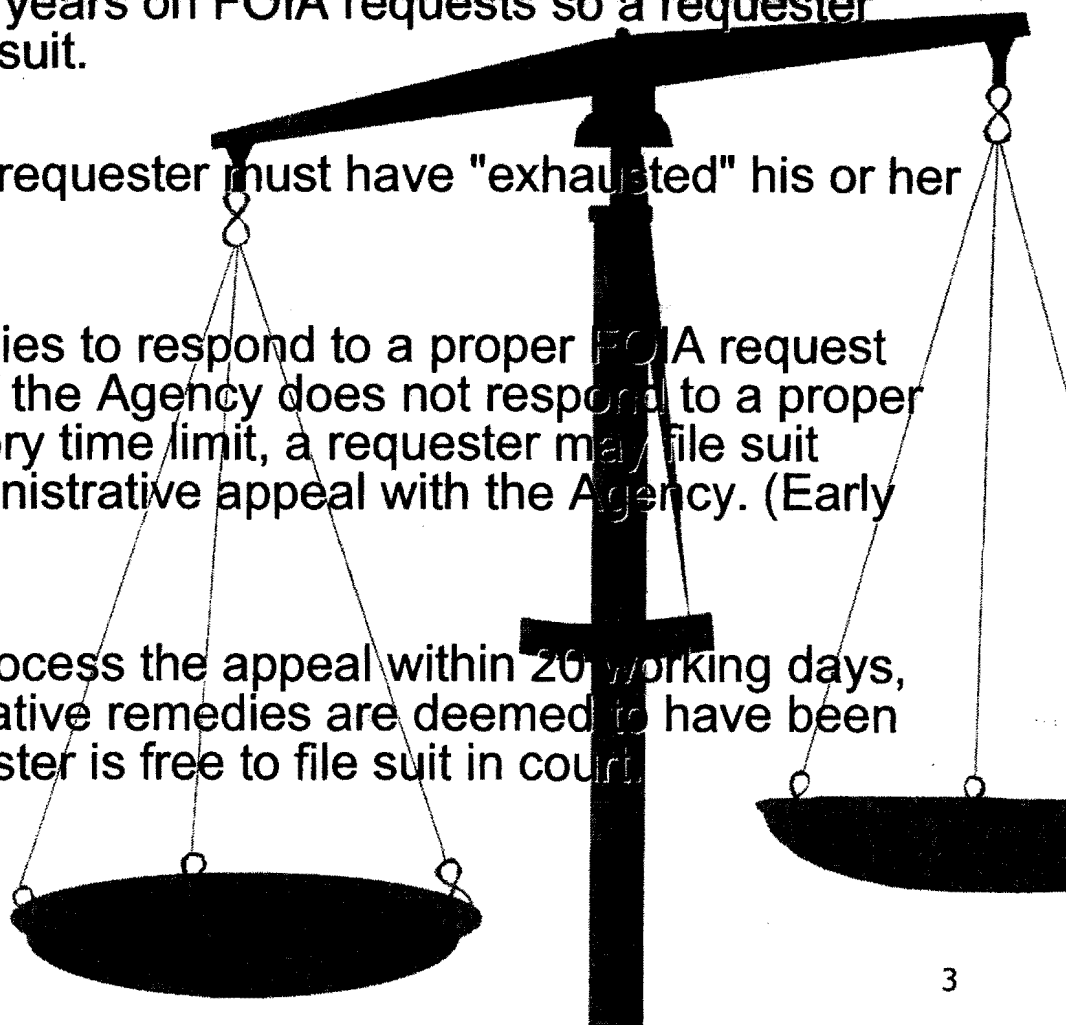 years on FOIA requests so a requester
suit.
requester must have "exhausted" his or her
ies to respond to a proper FOIA request
the Agency does not respond to a proper
ry time limit, a requester may file suit
nistrative appeal with the Agency. (Early
ocess the appeal within 20 working days,
ative remedies are deemed to have been
ster is free to file suit in court.
3